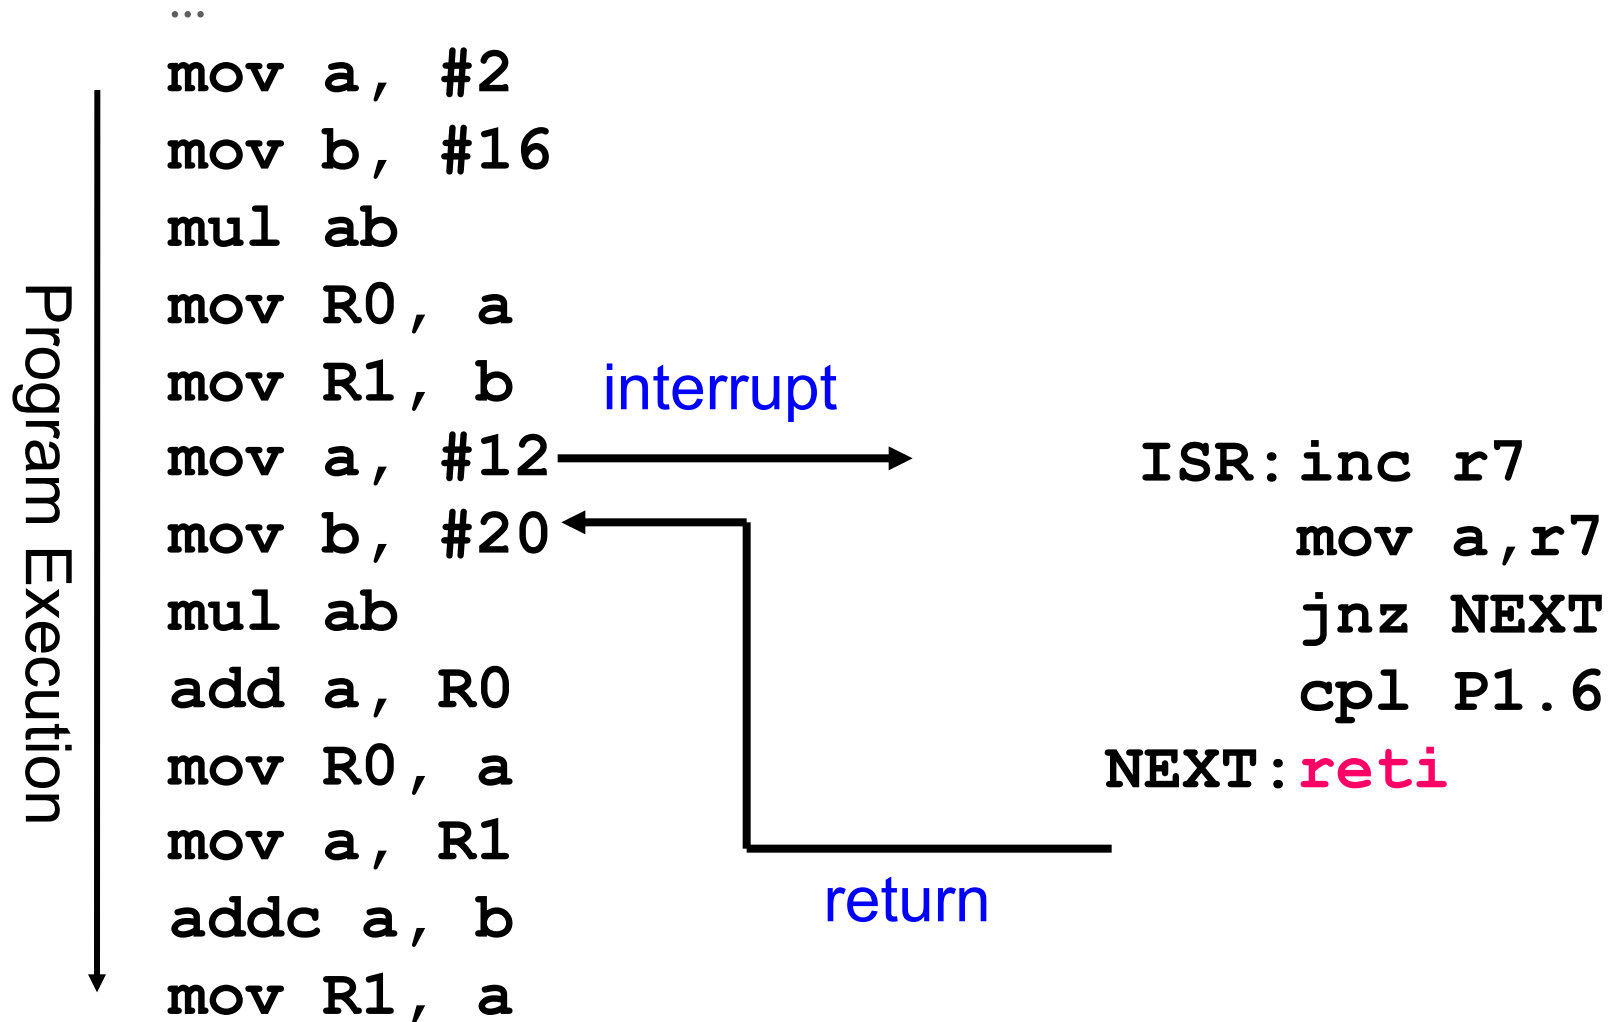 ...
mov a, #2
mov b, #16
mul ab
mov R0, a
mov R1, b
mov a, #12
mov b, #20
mul ab
add a, R0
mov R0, a
mov a, R1
addc a, b
mov R1, a
Program Execution
interrupt
return
ISR:inc r7
mov a,r7
jnz NEXT
cpl P1.6
NEXT:reti